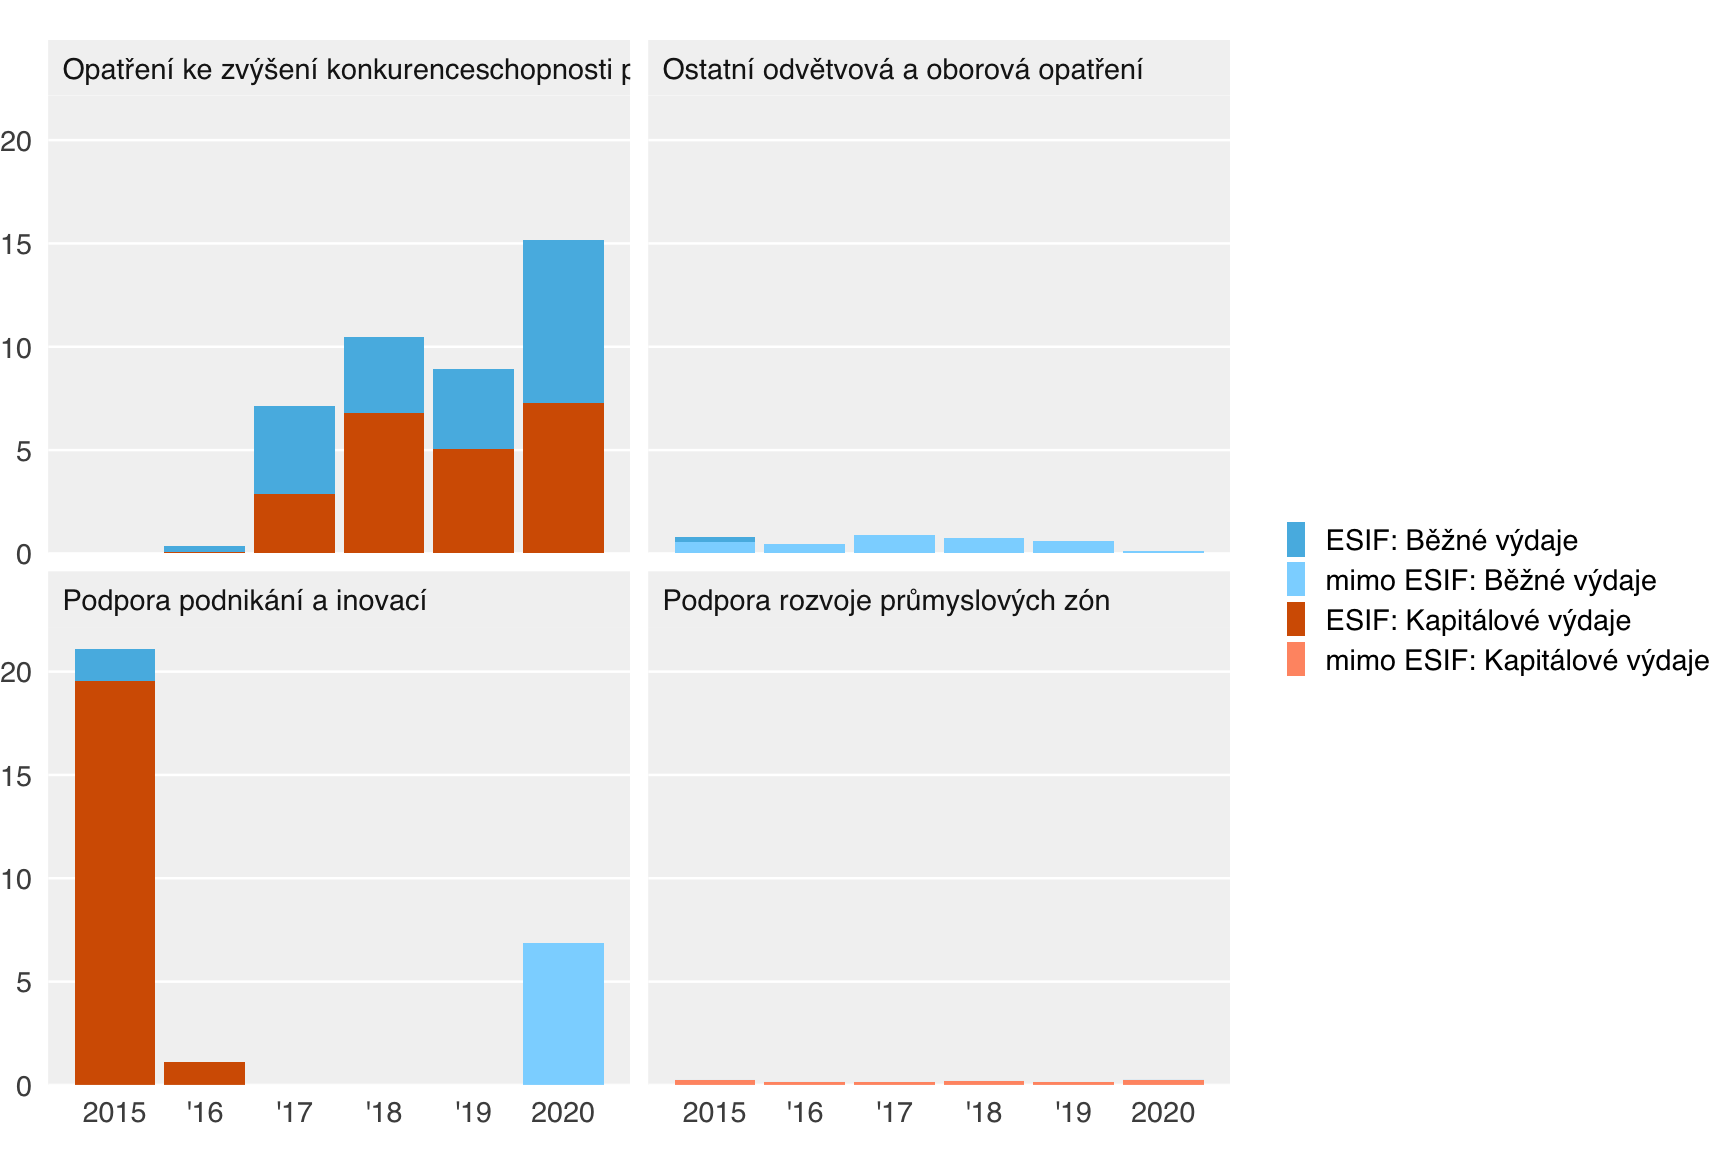 Opatření ke zvýšení konkurenceschopnosti p
Ostatní odvětvová a oborová opatření
20
15
10
5
0
Podpora podnikání a inovací
Podpora rozvoje průmyslových zón
20
15
10
5
0
2015 '16 '17 '18 '19 2020
2015 '16 '17 '18 '19 2020
ESIF: Běžné výdaje
mimo ESIF: Běžné výdaje
ESIF: Kapitálové výdaje
mimo ESIF: Kapitálové výdaje